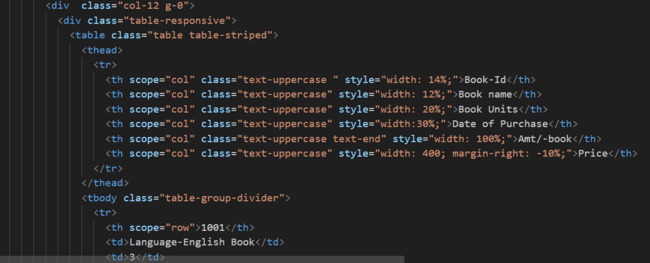 <div  class="col-12 g-0">
<div class="table-responsive">
<table class="table table-striped">
<thead>
<tr>
<th scope="col" class="text-uppercase " style="width: 14%;">Book-Id</th>
<th scope="col" class="text-uppercase" style="width: 12%;">Book name</th>
<th scope="col" class="text-uppercase" style="width: 20%;">Book Units</th>
<th scope="col" class="text-uppercase" style="width:30%;">Date of Purchase</th>
<th scope="col" class="text-uppercase text-end" style="width: 100%;">Amt/-book</th>
<th scope="col" class="text-uppercase" style="width: 400; margin-right: -10%;">Price</th>
</tr>
</thead>
<tbody class="table-group-divider">
<tr>
<th scope="row">1001</th>
<td>Language-English Book</td>
<td>3</td>